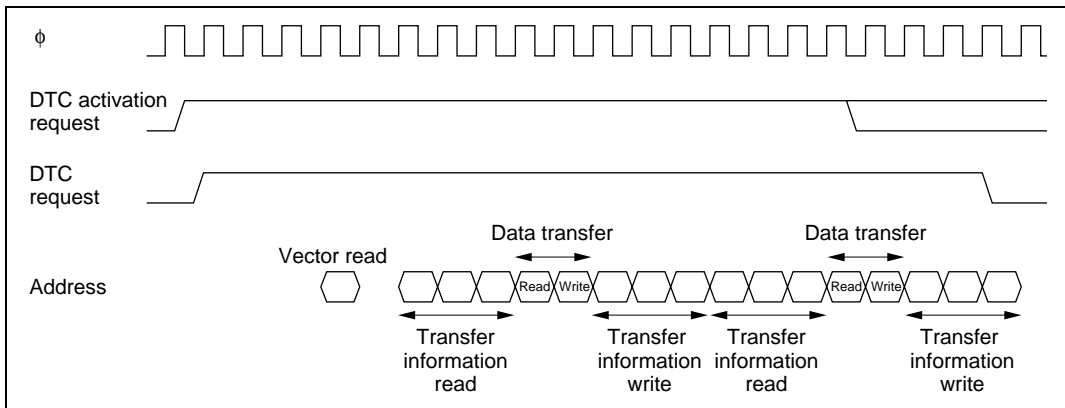 ϕ
DTC activation
request
DTC
request
Data transfer
Data transfer
Vector read
Address
Read
Write
Read
Write
Transfer
information
read
Transfer
information
write
Transfer
information
read
Transfer
information
write